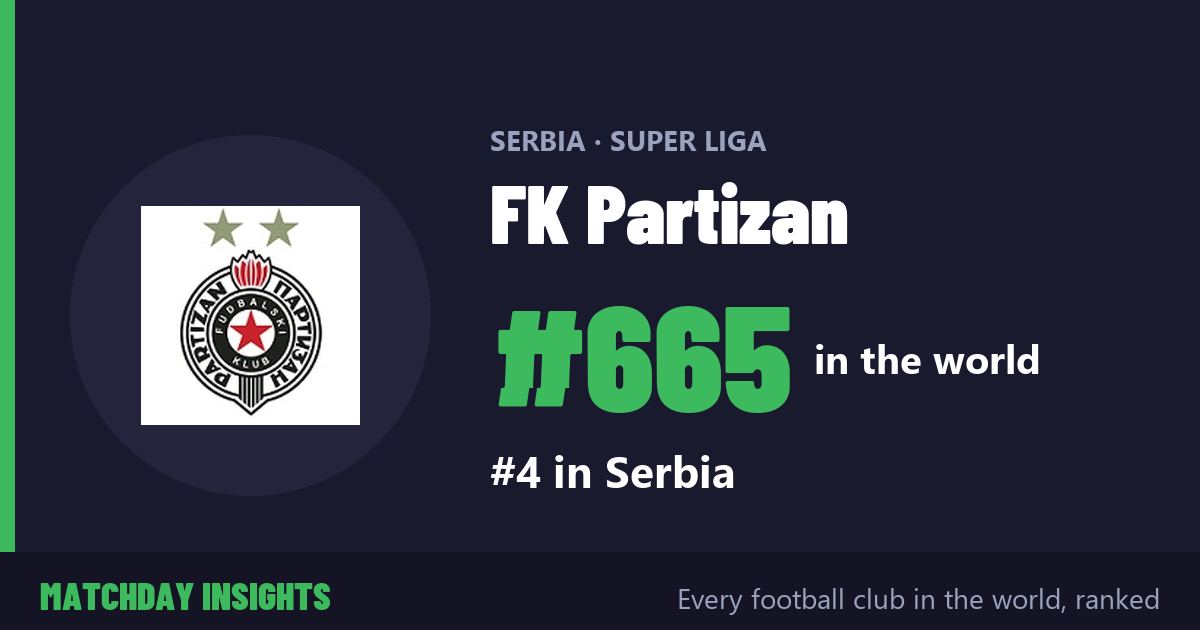 SERBIA · SUPER LIGA
FK Partizan
#665 in the world
#4 in Serbia
PARTIZAN ПАРТИЗАН
FUDBALSKI
KLUB
MATCHDAY INSIGHTS
Every football club in the world, ranked